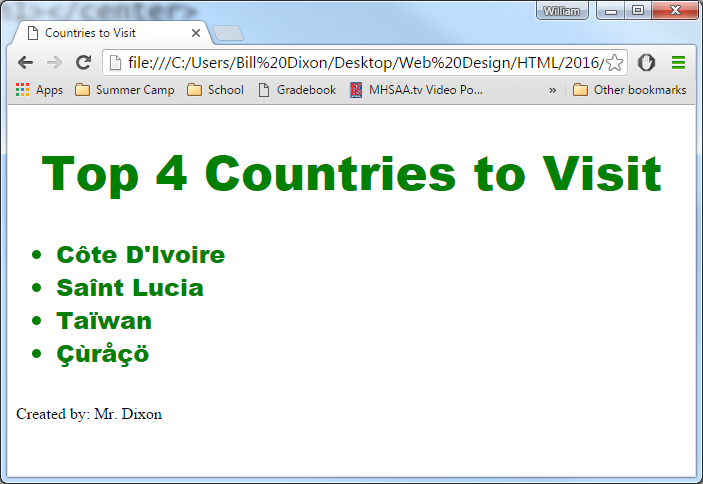 </center>
William
Countries to Visit
file:///C:/Users/Bill%20Dixon/Desktop/Web%20Design/HTML/2016/
Apps Summer Camp School Gradebook MHSAA.tv Video Po... » Other bookmarks
Top 4 Countries to Visit
• Côte D'Ivoire
• Saînt Lucia
• Taïwan
• Çùråçö
Created by: Mr. Dixon